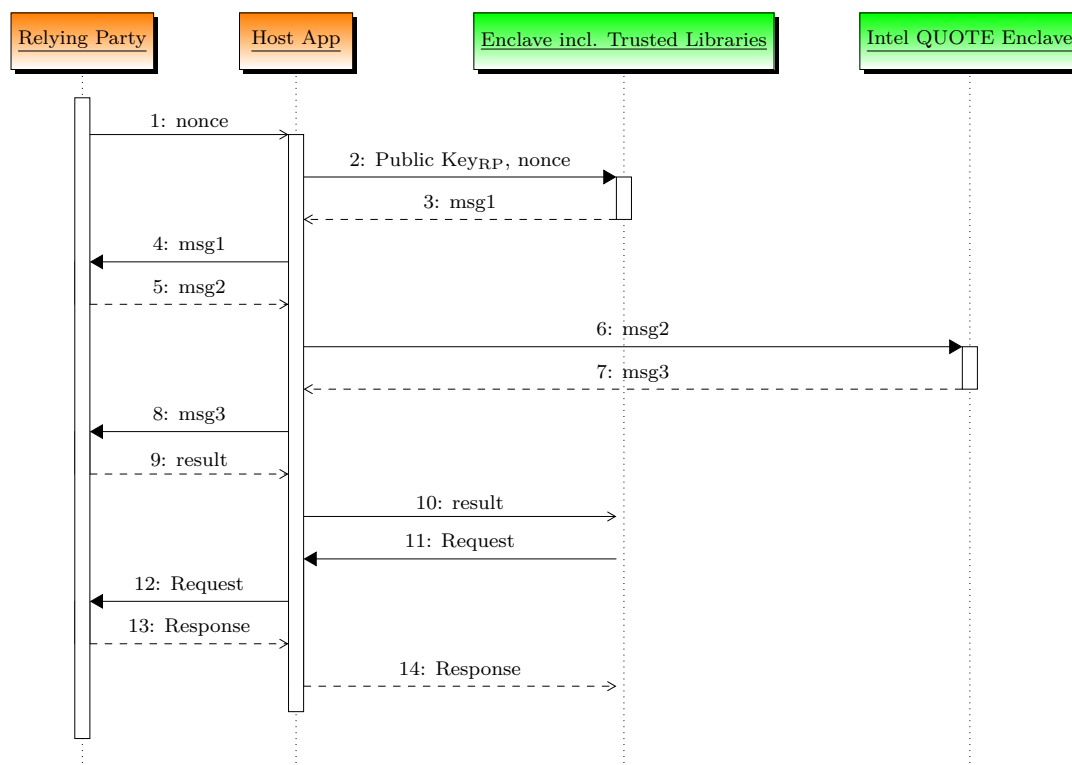 Relying Party
Host App
Enclave incl. Trusted Libraries
Intel QUOTE Enclave
1: nonce
2: Public KeyRP, nonce
3: msg1
4: msg1
5: msg2
6: msg2
7: msg3
8: msg3
9: result
10: result
11: Request
12: Request
13: Response
14: Response